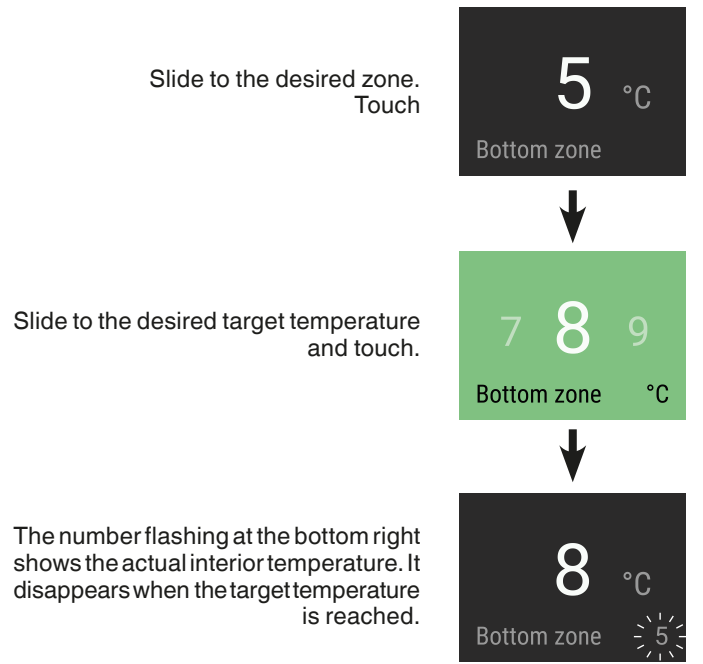 Slide to the desired zone.
Touch
5 °C
Bottom zone
Slide to the desired target temperature
and touch.
7 8 9
Bottom zone °C
The number flashing at the bottom right
shows the actual interior temperature. It
disappears when the target temperature
is reached.
8 °C
Bottom zone 5